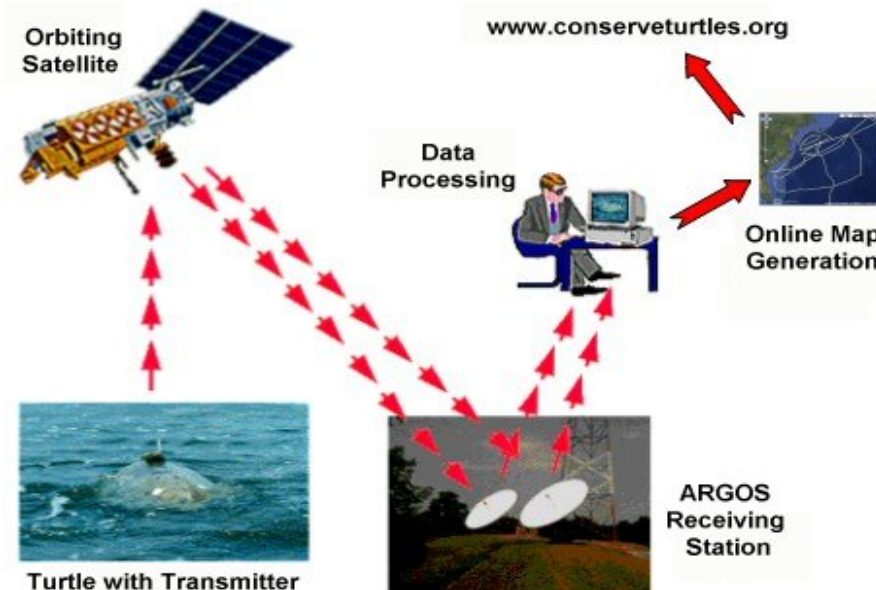 Orbiting
Satellite
www.conserveturtles.org
Data
Processing
Online Map
Generation
ARGOS
Receiving
Station
Turtle with Transmitter